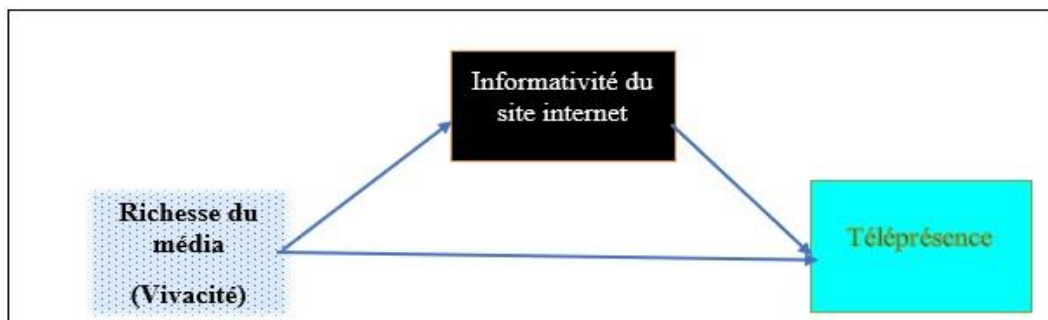 Informativité du
site internet
Richesse du
média
(Vivacité)
Téléprésence